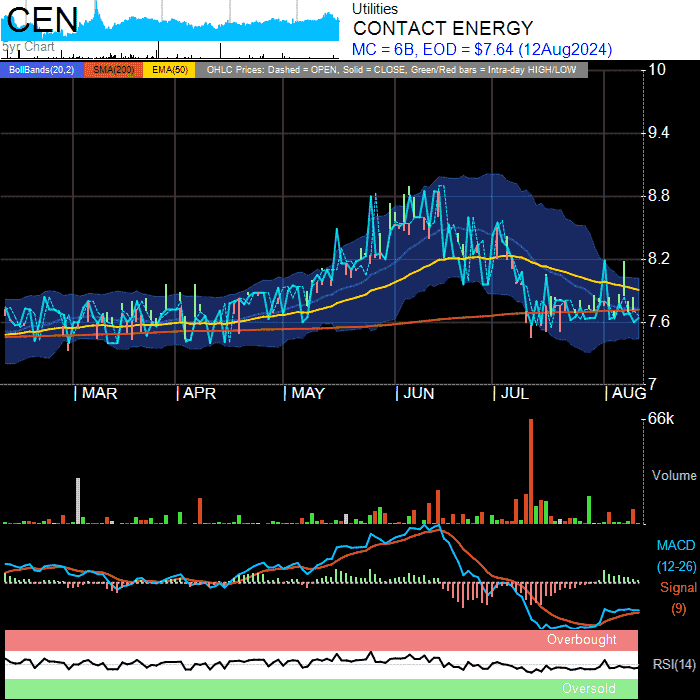 CEN
5yr Chart
Utilities
CONTACT ENERGY
MC = 6B, EOD = $7.64 (12Aug2024)
BollBands(20,2) SMA(200) EMA(50) OHLC Prices: Dashed = OPEN, Solid = CLOSE, Green/Red bars = Intra-day HIGH/LOW
10
9.4
8.8
8.2
7.6
7
MAR APR MAY JUN JUL AUG
66k
Volume
MACD
(12-26)
Signal
(9)
Overbought
RSI(14)
Oversold